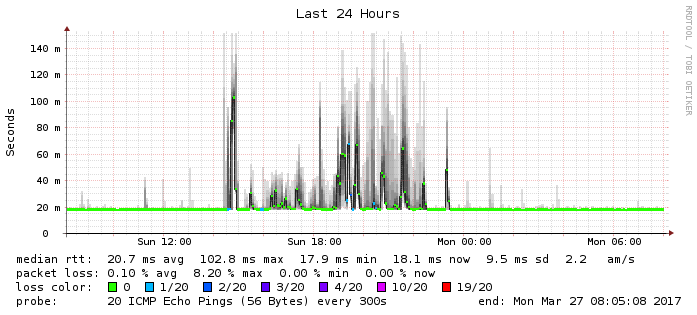 Last 24 Hours
RRDTOOL / TOBI OETIKER
Seconds
140 m
120 m
100 m
80 m
60 m
40 m
20 m
0
Sun 12:00 Sun 18:00 Mon 00:00 Mon 06:00
median rtt: 20.7 ms avg 102.8 ms max 17.9 ms min 18.1 ms now 9.5 ms sd 2.2 am/s
packet loss: 0.10 % avg 8.20 % max 0.00 % min 0.00 % now
loss color: 0 1/20 2/20 3/20 4/20 10/20 19/20
probe: 20 ICMP Echo Pings (56 Bytes) every 300s end: Mon Mar 27 08:05:08 2017